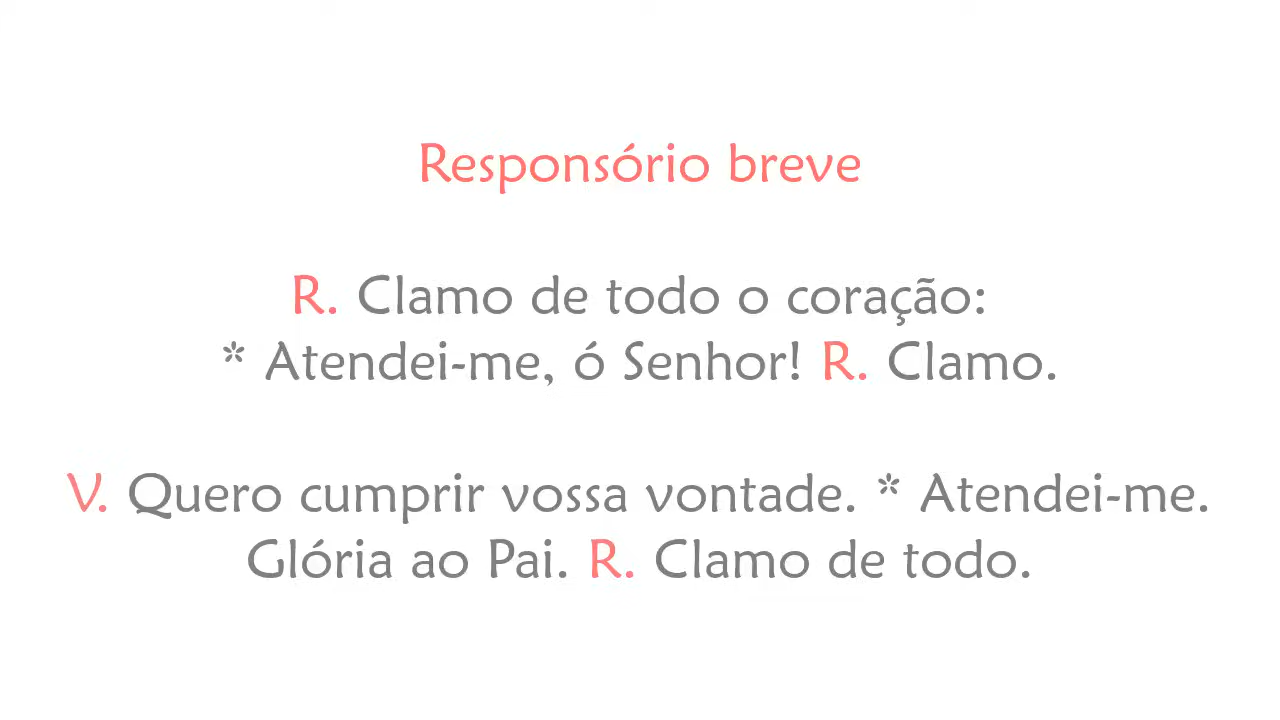 Responsório breve
R. Clamo de todo o coração:
* Atendei-me, ó Senhor! R. Clamo.
V. Quero cumprir vossa vontade. * Atendei-me.
Glória ao Pai. R. Clamo de todo.